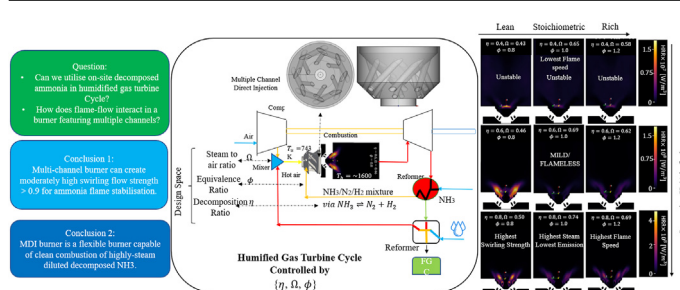 Question:
• Can we utilise on-site decomposed
ammonia in humidified gas turbine
Cycle?
• How does flame-flow interact in a
burner featuring multiple channels?
Conclusion 1:
Multi-channel burner can create
moderately high swirling flow strength
> 0.9 for ammonia flame stabilisation.
Conclusion 2:
MDI burner is a flexible burner capable
of clean combustion of highly-steam
diluted decomposed NH3.
Multiple Channel
Direct Injection
Comp
Air
Combustion
Steam to
air ratio
Ω
Mixer
K
Hot air
K
Equivalence
Ratio
ϕ
Decomposition
Ratio
η
Design Space
NH3/N2/H2 mixture
via NH₃ ⇌ N₂ + H₂
Reformer
NH3
Reformer
FG
C
Humified Gas Turbine Cycle
Controlled by
{η, Ω, ϕ}
Lean
Stoichiometric
Rich
η = 0.4, Ω = 0.43
ϕ = 0.8
Unstable
η = 0.4, Ω = 0.65
ϕ = 1.0
Lowest Flame
speed
Unstable
η = 0.4, Ω = 0.58
ϕ = 1.2
Unstable
1.5
0.75
0
η = 0.6, Ω = 0.46
ϕ = 0.8
η = 0.6, Ω = 0.69
ϕ = 1.0
MILD/
FLAMELESS
η = 0.6, Ω = 0.62
ϕ = 1.2
1.5
0.75
0
η = 0.8, Ω = 0.50
ϕ = 0.8
Highest
Swirling Strength
η = 0.8, Ω = 0.74
ϕ = 1.0
Highest Steam
Lowest Emission
η = 0.8, Ω = 0.69
ϕ = 1.2
Highest Flame
Speed
4
2